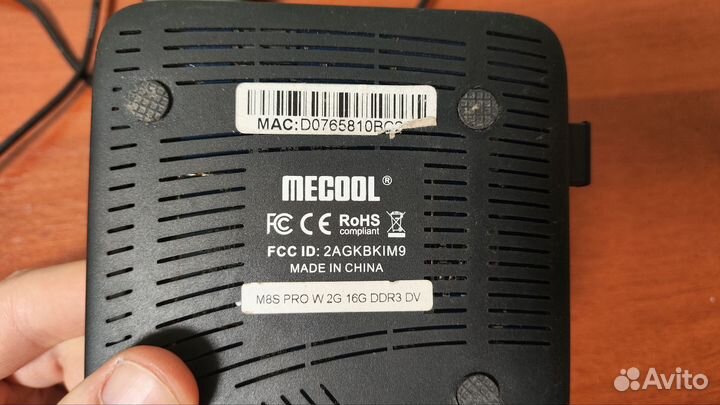 MAC:D0765810
MECOOL®
FC CE RoHS
compliant
FCC ID: 2AGKBKIM9
MADE IN CHINA
M8S PRO W 2G 16G DDR3 DV
Avito